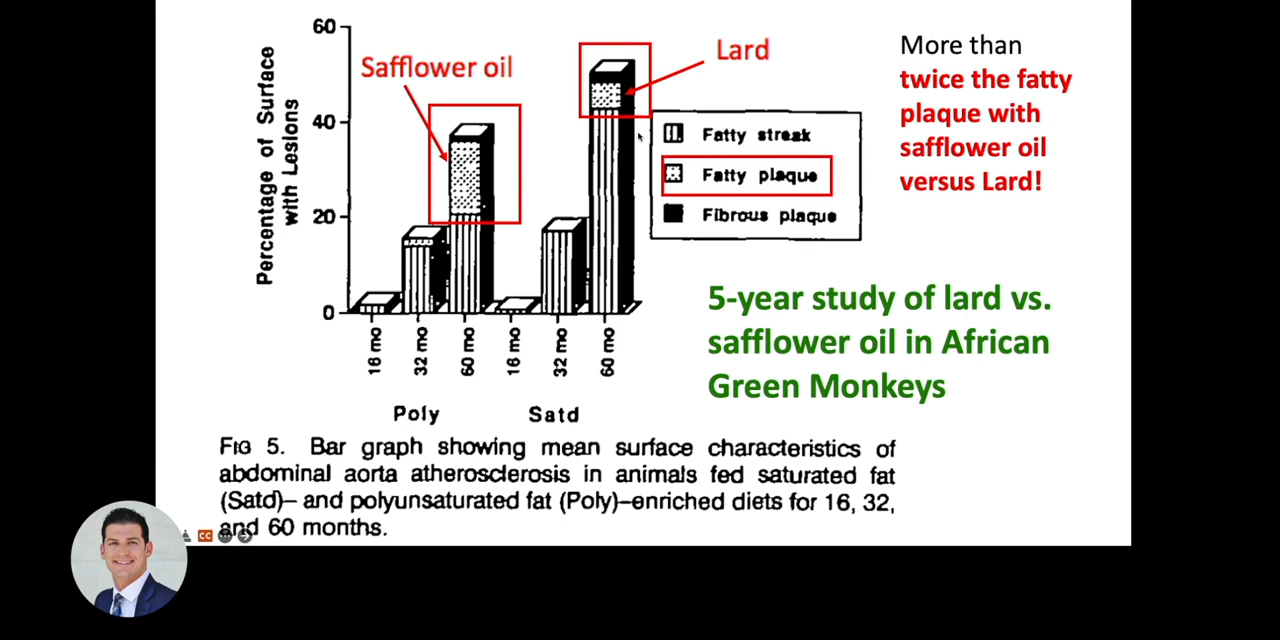 60
40
20
0
Percentage of Surface
with Lesions
Safflower oil
Lard
Fatty streak
Fatty plaque
Fibrous plaque
16 mo
32 mo
60 mo
16 mo
32 mo
60 mo
Poly
Satd
More than
twice the fatty
plaque with
safflower oil
versus Lard!
5-year study of lard vs.
safflower oil in African
Green Monkeys
FIG 5. Bar graph showing mean surface characteristics of
abdominal aorta atherosclerosis in animals fed saturated fat
(Satd)– and polyunsaturated fat (Poly)–enriched diets for 16, 32,
and 60 months.
CC